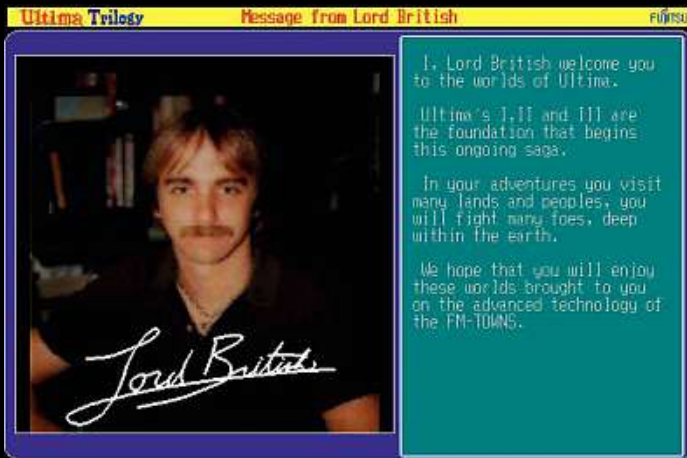 Ultima Trilogy
Message from Lord British
FUJITSU
I, Lord British welcome you
to the worlds of Ultima.
Ultima's I,II and III are
the foundation that begins
this ongoing saga.
In your adventures you visit
many lands and peoples, you
will fight many foes, deep
within the earth.
We hope that you will enjoy
these worlds brought to you
on the advanced technology of
the FM-TOWNS.
Lord British